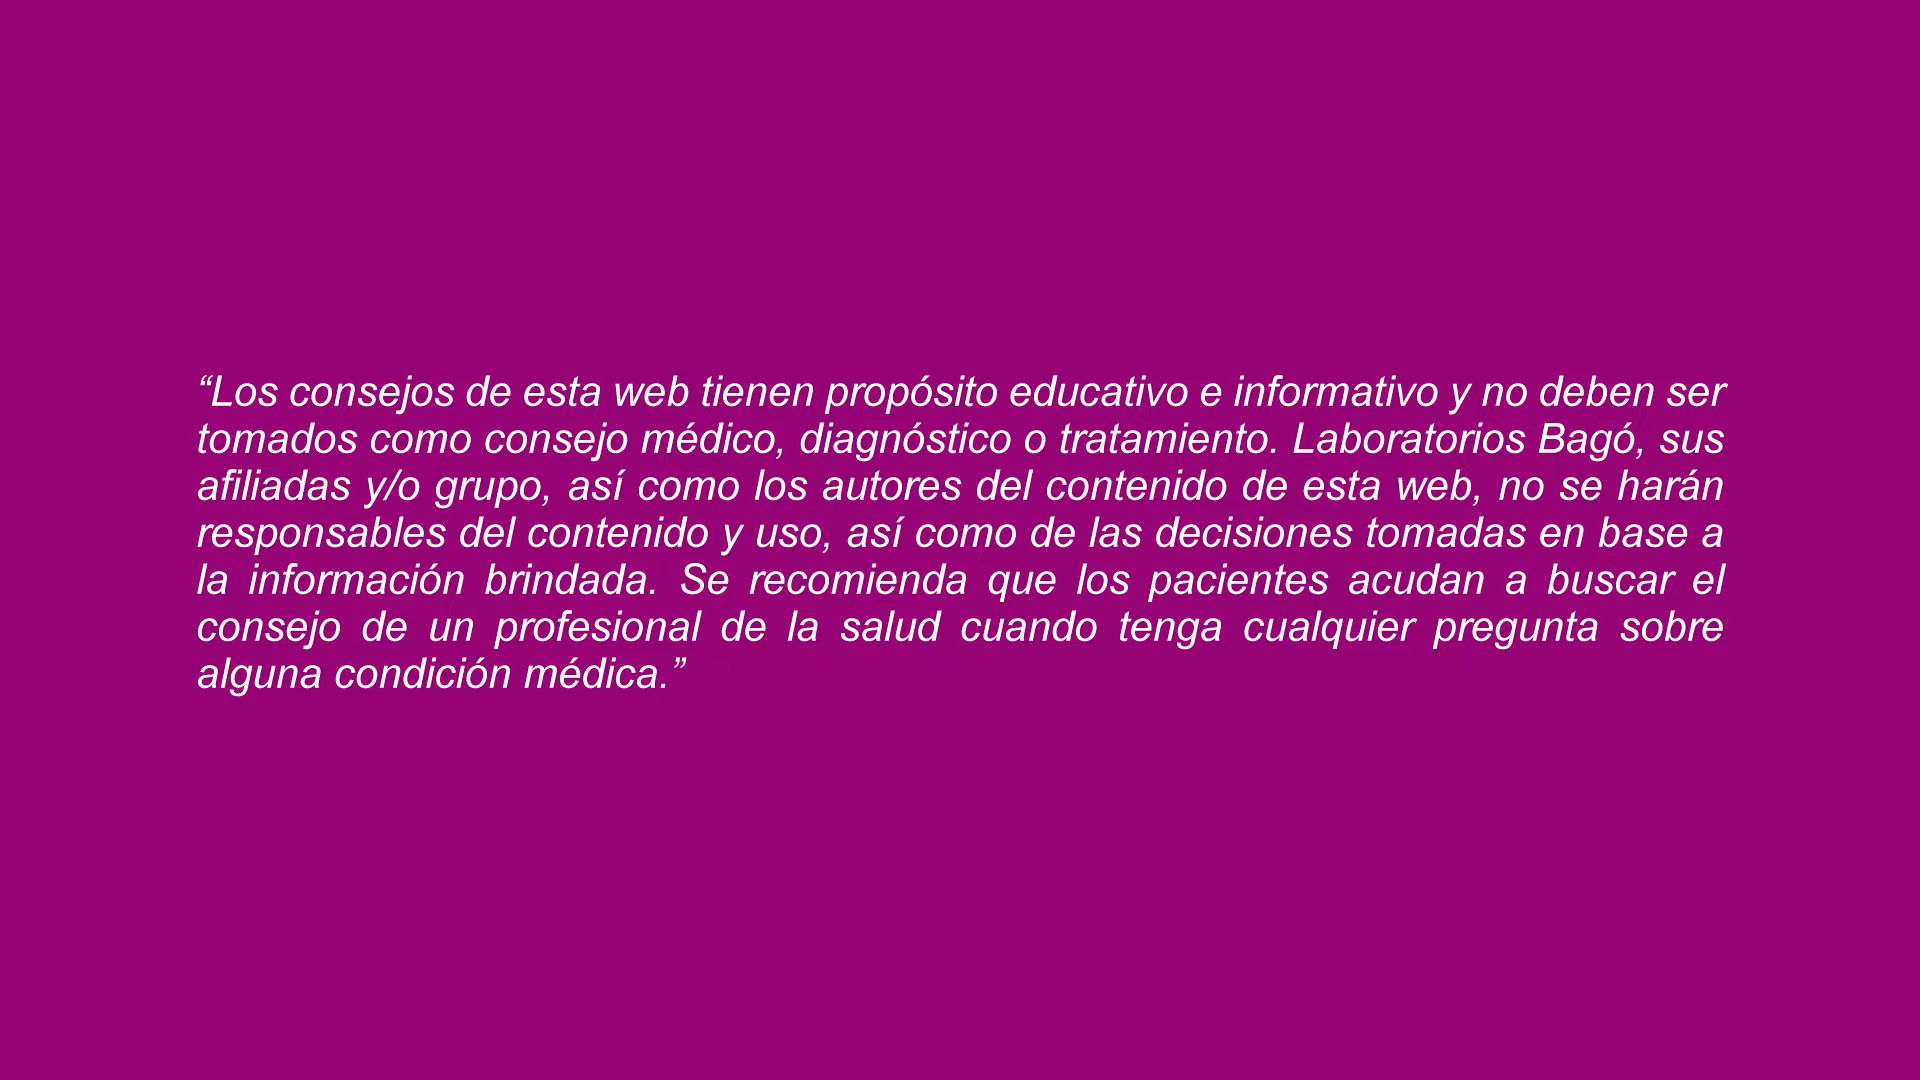 “Los consejos de esta web tienen propósito educativo e informativo y no deben ser
tomados como consejo médico, diagnóstico o tratamiento. Laboratorios Bagó, sus
afiliadas y/o grupo, así como los autores del contenido de esta web, no se harán
responsables del contenido y uso, así como de las decisiones tomadas en base a
la información brindada. Se recomienda que los pacientes acudan a buscar el
consejo de un profesional de la salud cuando tenga cualquier pregunta sobre
alguna condición médica.”